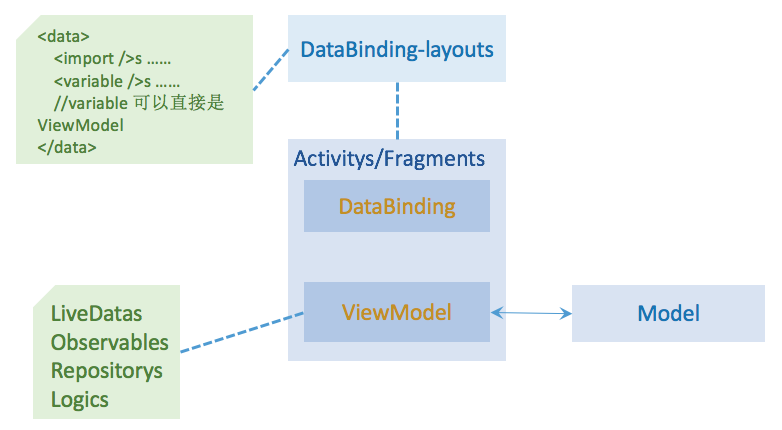 <data>
<import />s ……
<variable />s ……
//variable 可以直接是
ViewModel
</data>
DataBinding-layouts
Activitys/Fragments
DataBinding
ViewModel
Model
LiveDatas
Observables
Repositorys
Logics